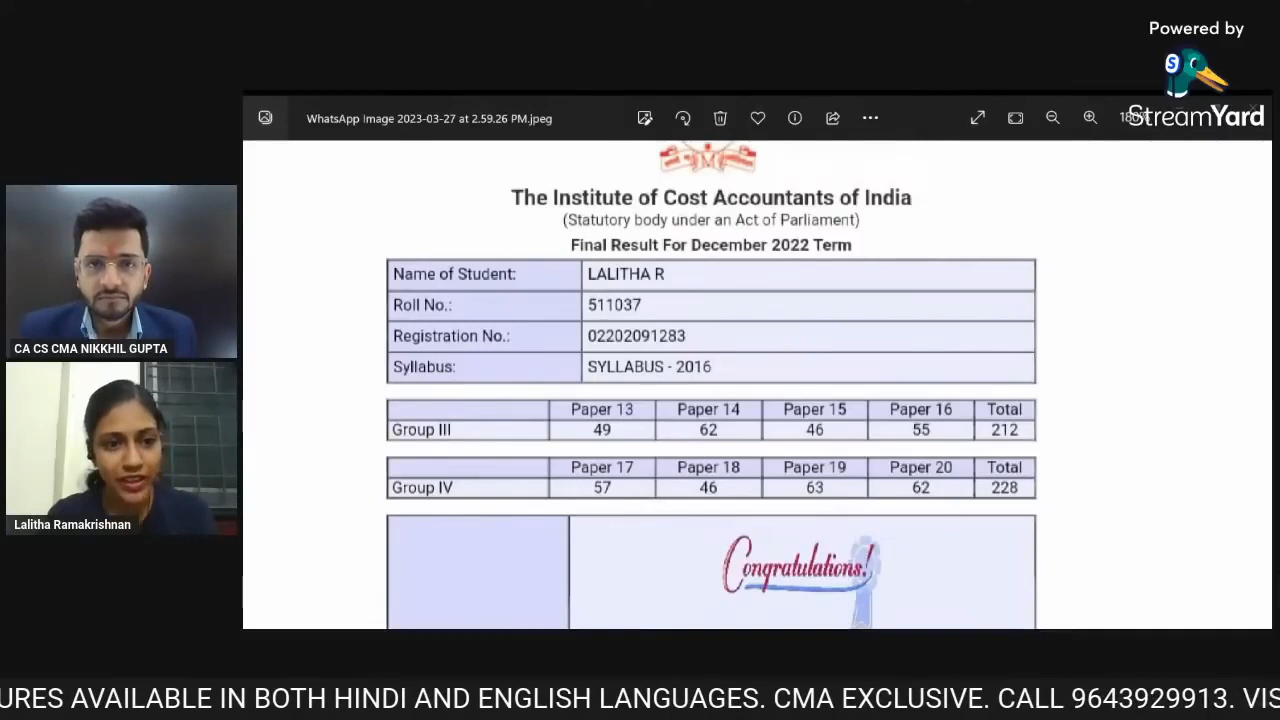 Powered by
StreamYard
WhatsApp Image 2023-03-27 at 2.59.26 PM.jpeg
M
The Institute of Cost Accountants of India
(Statutory body under an Act of Parliament)
Final Result For December 2022 Term
Name of Student: LALITHA R
Roll No.: 511037
Registration No.: 02202091283
Syllabus: SYLLABUS - 2016
Paper 13 Paper 14 Paper 15 Paper 16 Total
Group III 49 62 46 55 212
Paper 17 Paper 18 Paper 19 Paper 20 Total
Group IV 57 46 63 62 228
Congratulations!
CA CS CMA NIKKHIL GUPTA
Lalitha Ramakrishnan
URES AVAILABLE IN BOTH HINDI AND ENGLISH LANGUAGES. CMA EXCLUSIVE. CALL 9643929913. VIS